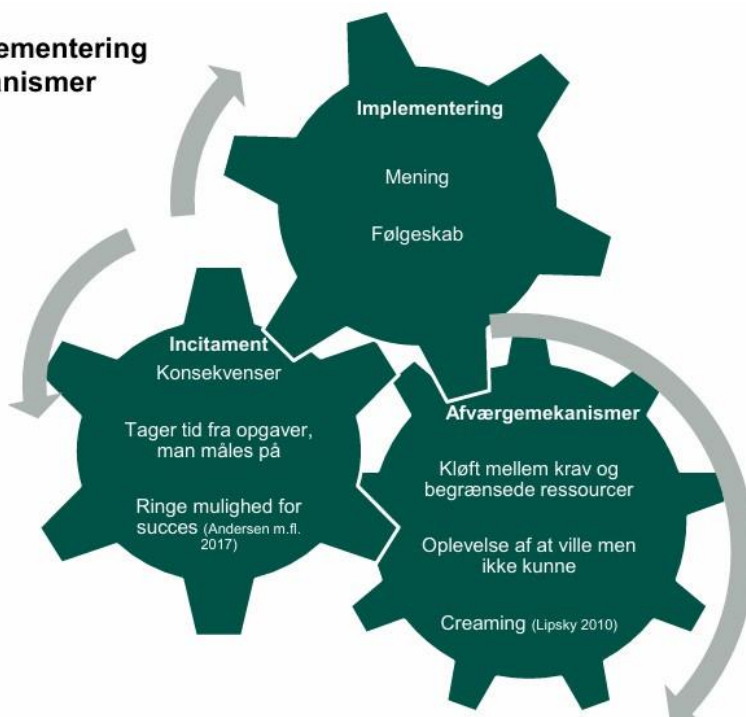 ementering
anismer
Implementering
Mening
Følgeskab
Incitament
Konsekvenser
Tager tid fra opgaver,
man måles på
Ringe mulighed for
succes (Andersen m.fl.
2017)
Afværgemekanismer
Kløft mellem krav og
begrænsede ressourcer
Oplevelse af at ville men
ikke kunne
Creaming (Lipsky 2010)